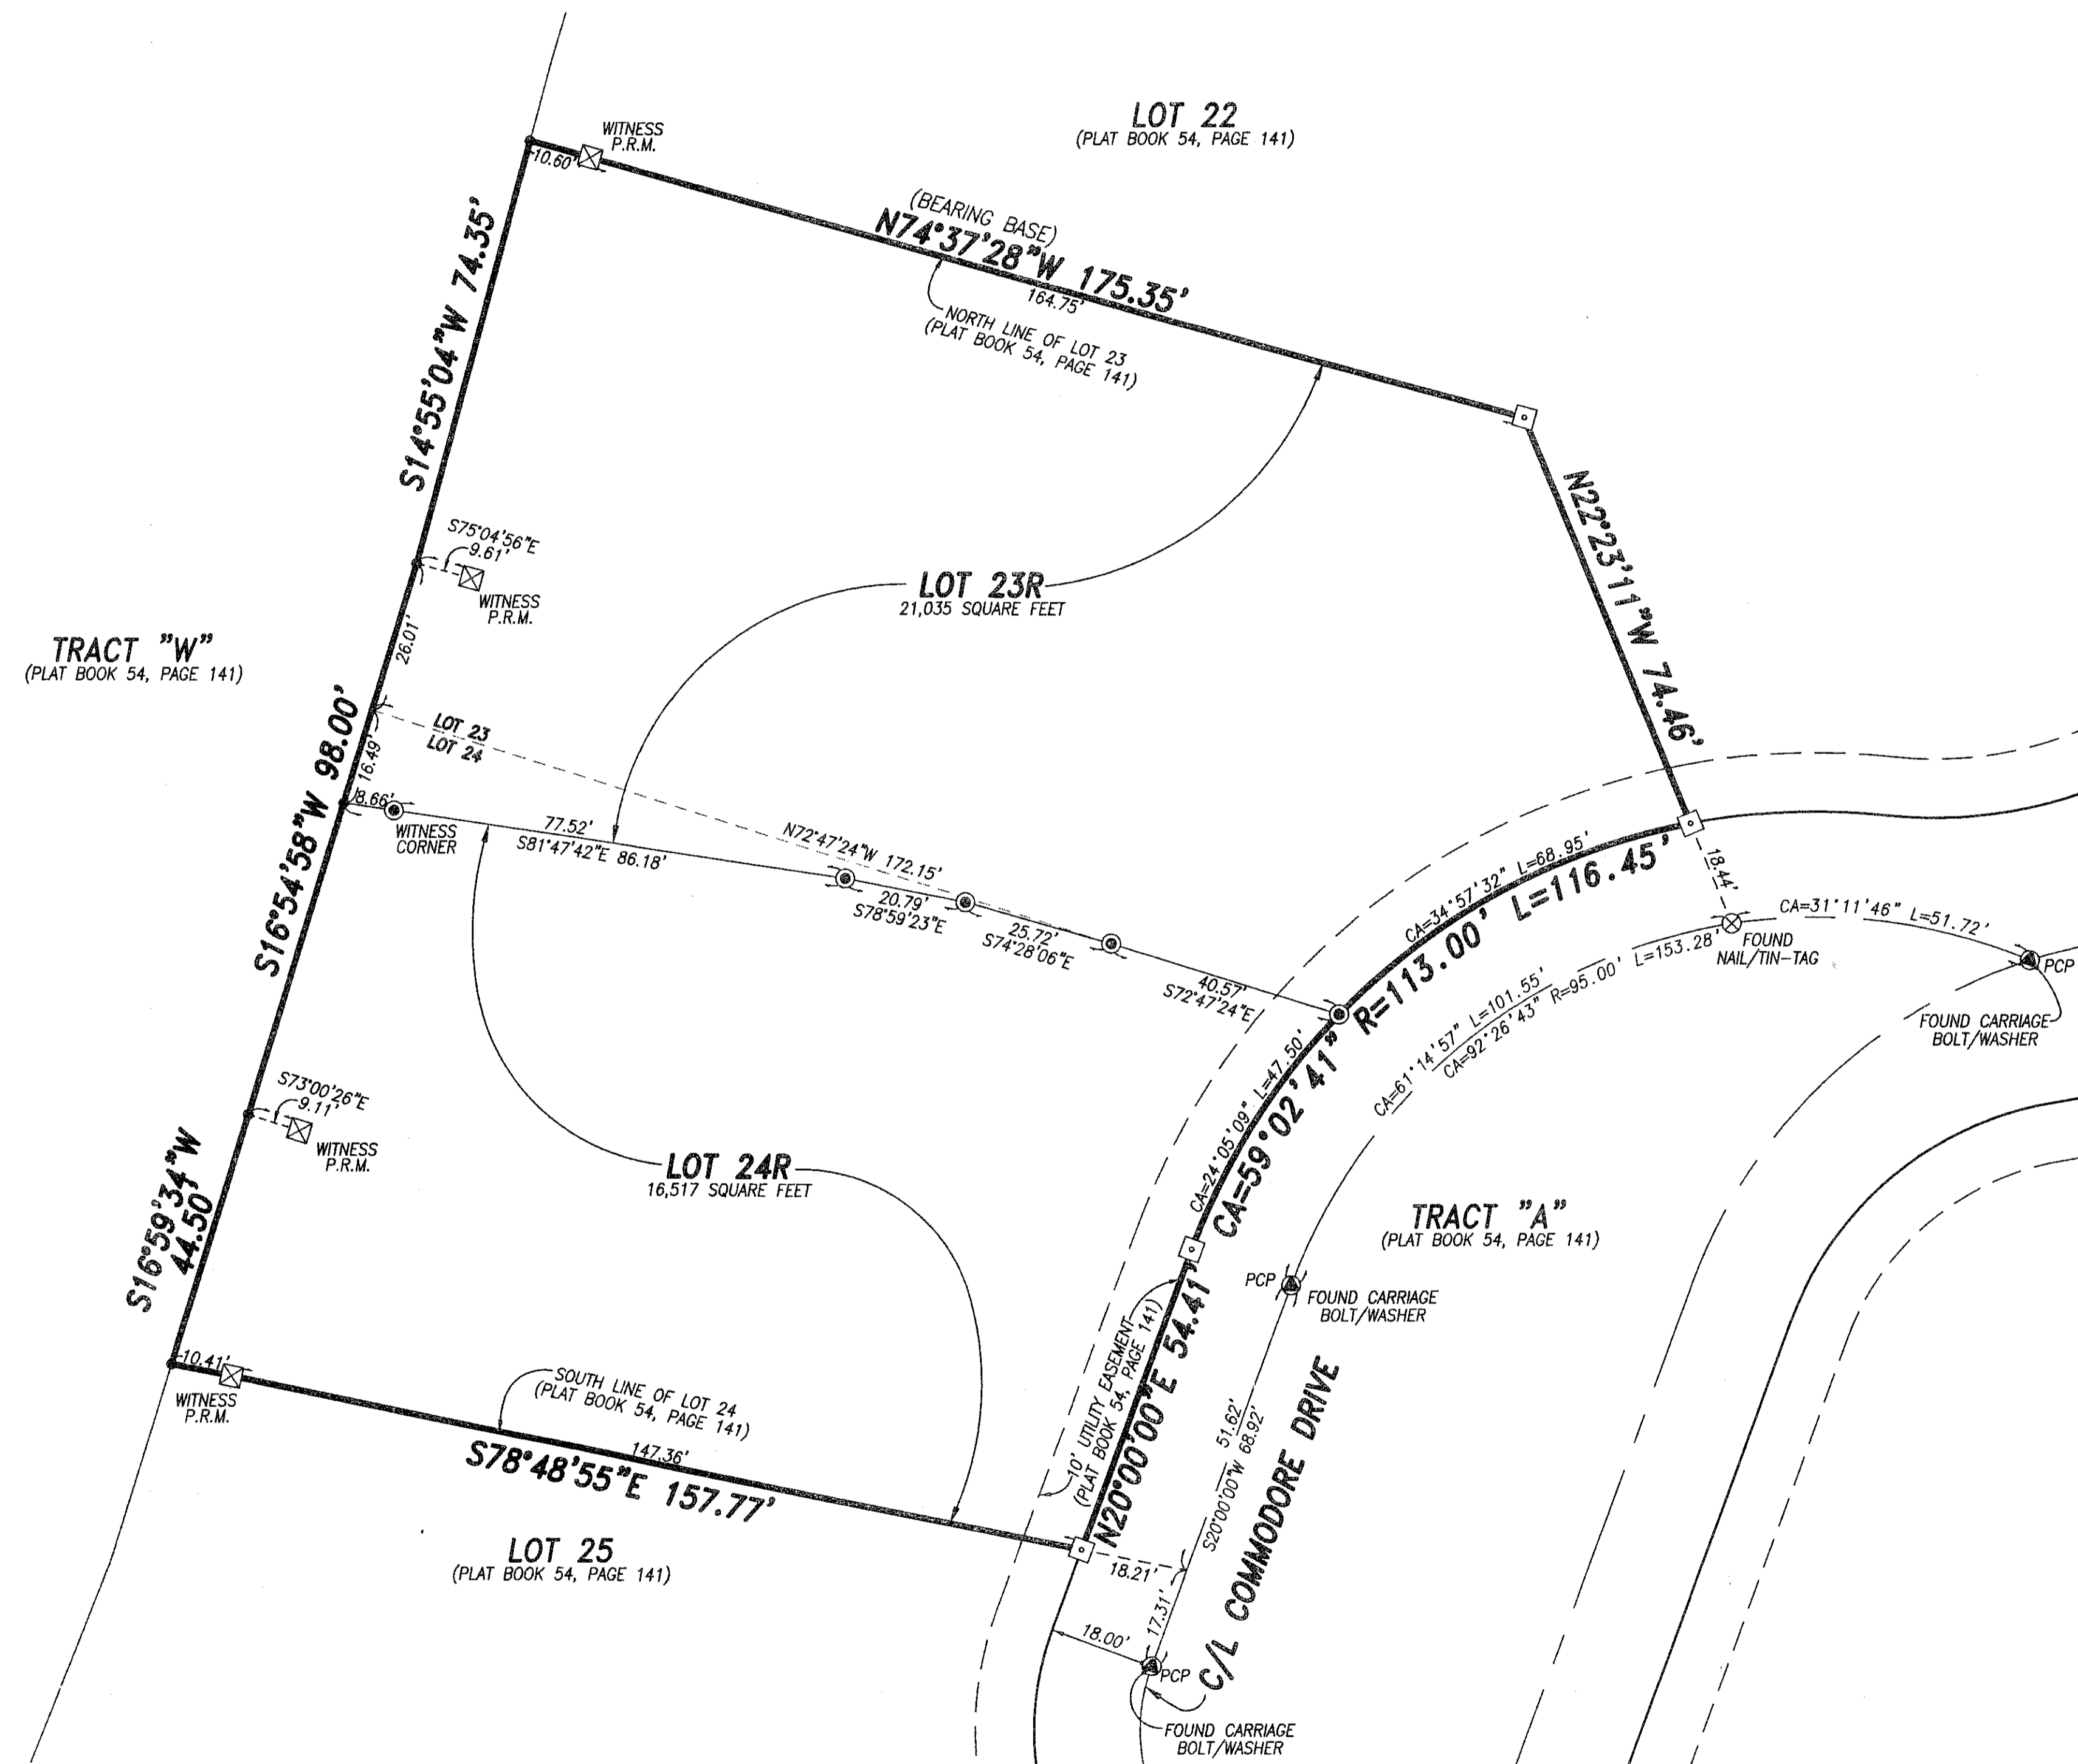 LOT 22
(PLAT BOOK 54, PAGE 141)
WITNESS
P.R.M.
10.60'
(BEARING BASE)
N74°37'28"W 175.35'
164.75'
NORTH LINE OF LOT 23
(PLAT BOOK 54, PAGE 141)
S14°55'04"W 74.35'
N22°23'11"W 74.46'
S75°04'56"E
9.61'
WITNESS
P.R.M.
LOT 23R
21,035 SQUARE FEET
TRACT "W"
(PLAT BOOK 54, PAGE 141)
26.01'
S16°54'58"W 98.00'
16.49'
LOT 23
LOT 24
8.66'
WITNESS
CORNER
77.52'
S81°47'42"E 86.18'
N72°47'24"W 172.15'
20.79'
S78°59'23"E
25.72'
S74°28'06"E
40.57'
S72°47'24"E
CA=34°57'32" L=68.95'
CA=59°02'41" R=113.00' L=116.45'
CA=24°05'09" L=47.50'
18.44'
CA=31°11'46" L=51.72'
FOUND
NAIL/TIN-TAG
PCP
FOUND CARRIAGE
BOLT/WASHER
CA=61°14'57" L=101.55'
CA=92°26'43" R=95.00' L=153.28'
S73°00'26"E
9.11'
WITNESS
P.R.M.
LOT 24R
16,517 SQUARE FEET
S16°59'34"W
44.50'
TRACT "A"
(PLAT BOOK 54, PAGE 141)
PCP
FOUND CARRIAGE
BOLT/WASHER
10.41'
WITNESS
P.R.M.
SOUTH LINE OF LOT 24
(PLAT BOOK 54, PAGE 141)
147.36'
S78°48'55"E 157.77'
10' UTILITY EASEMENT
(PLAT BOOK 54, PAGE 141)
N20°00'00"E 54.41'
51.62'
S20°00'00"W 68.92'
C/L COMMODORE DRIVE
LOT 25
(PLAT BOOK 54, PAGE 141)
18.21'
17.31'
18.00'
PCP
FOUND CARRIAGE
BOLT/WASHER